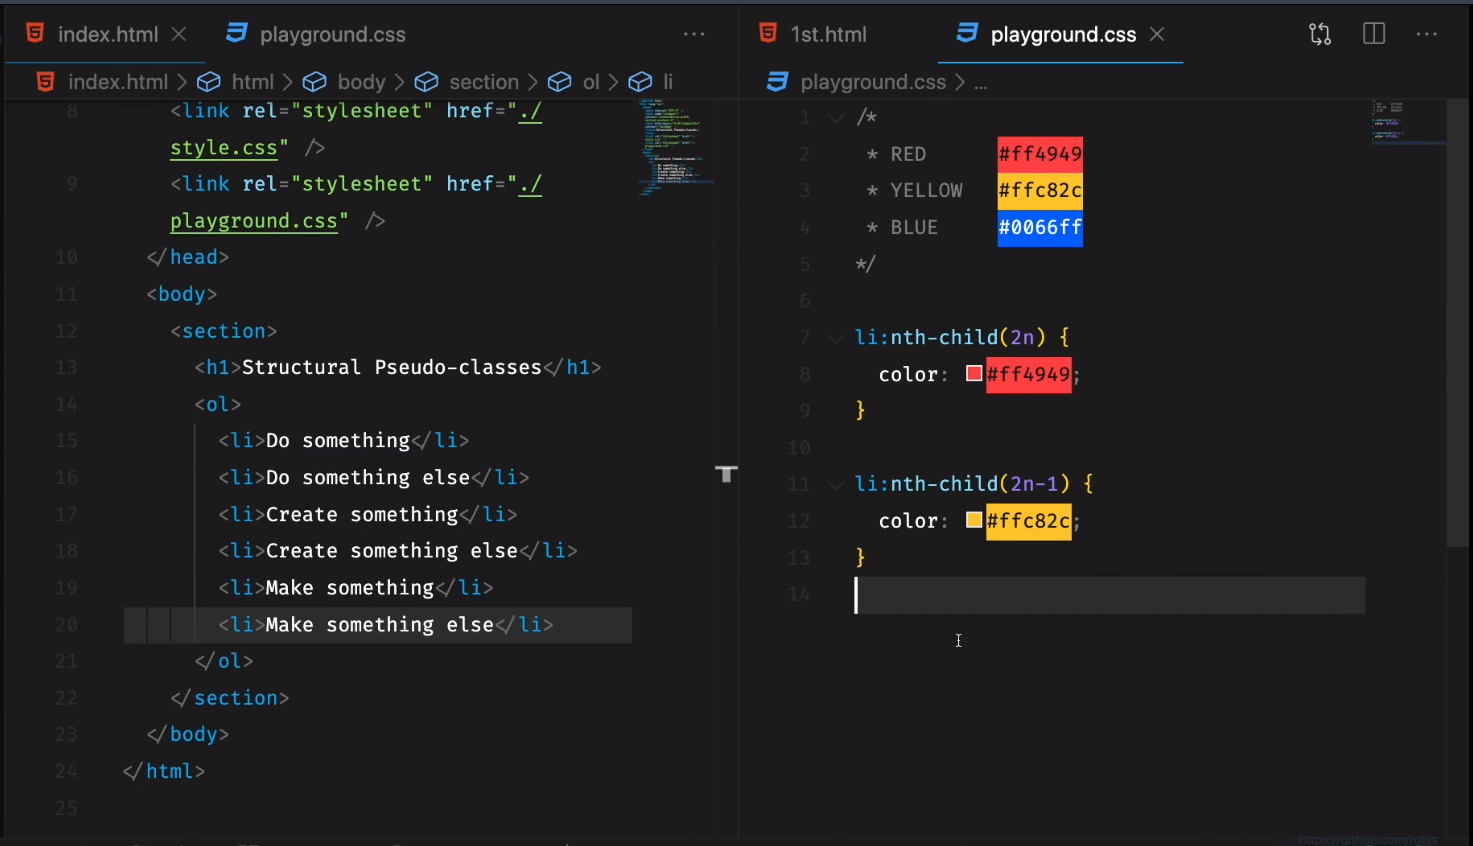 index.html
playground.css
...
index.html > html > body > section > ol > li
8 <link rel="stylesheet" href="./
style.css" />
9 <link rel="stylesheet" href="./
playground.css" />
10 </head>
11 <body>
12 <section>
13 <h1>Structural Pseudo-classes</h1>
14 <ol>
15 <li>Do something</li>
16 <li>Do something else</li>
17 <li>Create something</li>
18 <li>Create something else</li>
19 <li>Make something</li>
20 <li>Make something else</li>
21 </ol>
22 </section>
23 </body>
24 </html>
25
1st.html
playground.css
...
playground.css > ...
1 /*
2 * RED #ff4949
3 * YELLOW #ffc82c
4 * BLUE #0066ff
5 */
6
7 li:nth-child(2n) {
8 color: #ff4949;
9 }
10
11 li:nth-child(2n-1) {
12 color: #ffc82c;
13 }
14